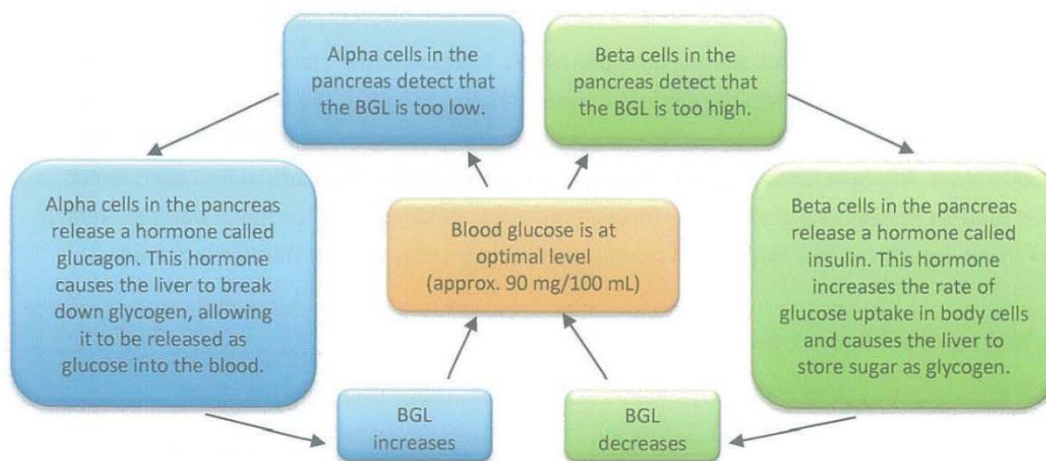 Alpha cells in the
pancreas detect that
the BGL is too low.
Beta cells in the
pancreas detect that
the BGL is too high.
Alpha cells in the pancreas
release a hormone called
glucagon. This hormone
causes the liver to break
down glycogen, allowing
it to be released as
glucose into the blood.
Blood glucose is at
optimal level
(approx. 90 mg/100 mL)
Beta cells in the pancreas
release a hormone called
insulin. This hormone
increases the rate of
glucose uptake in body cells
and causes the liver to
store sugar as glycogen.
BGL
increases
BGL
decreases